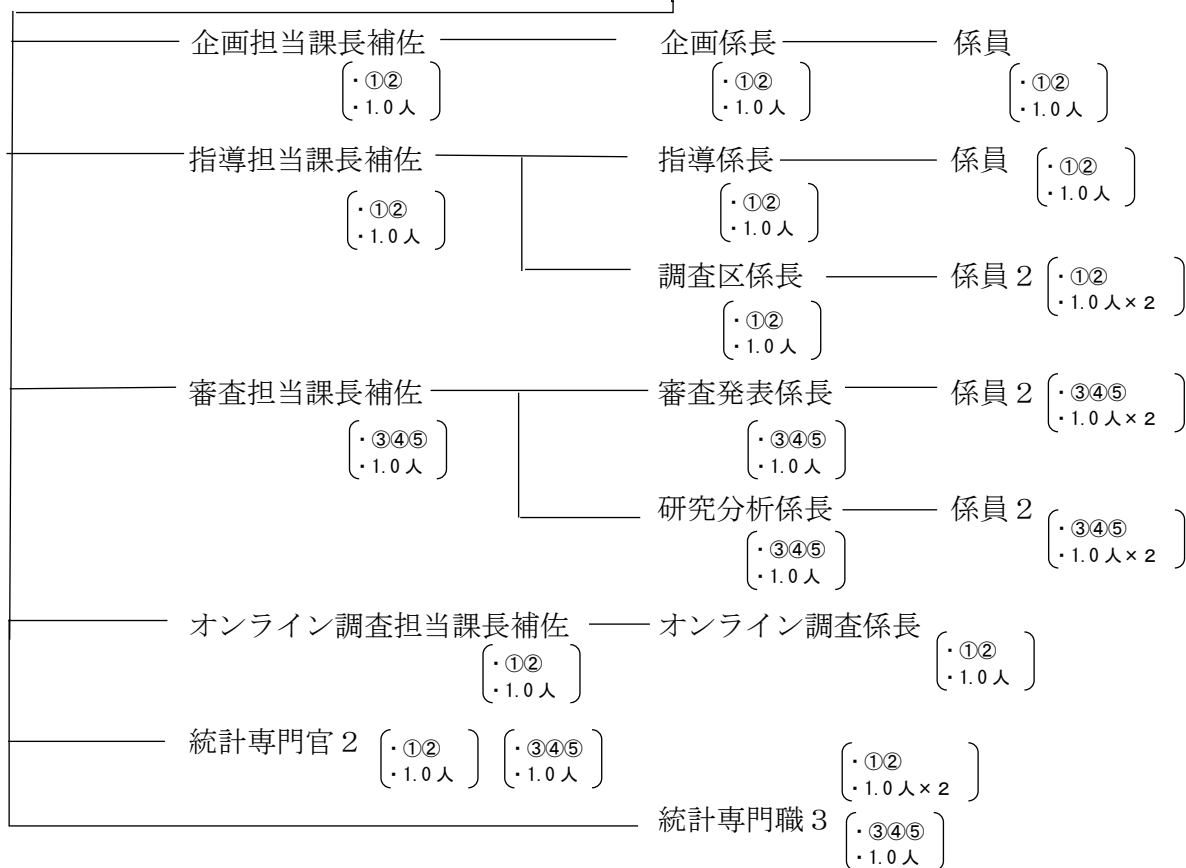 企画担当課長補佐 企画係長 係員
・①② ・①② ・①②
・1.0人 ・1.0人 ・1.0人
指導担当課長補佐 指導係長 係員 ・①②
・1.0人
・①② ・①②
・1.0人 ・1.0人
調査区係長 係員2 ・①②
・1.0人×2
・①②
・1.0人
審査担当課長補佐 審査発表係長 係員2 ・③④⑤
・1.0人×2
・③④⑤ ・③④⑤
・1.0人 ・1.0人
研究分析係長 係員2
・③④⑤ ・③④⑤
・1.0人 ・1.0人×2
オンライン調査担当課長補佐 オンライン調査係長
・①② ・①②
・1.0人 ・1.0人
統計専門官2 ・①② ・③④⑤
・1.0人 ・1.0人
・①②
・1.0人×2
統計専門職3 ・③④⑤
・1.0人